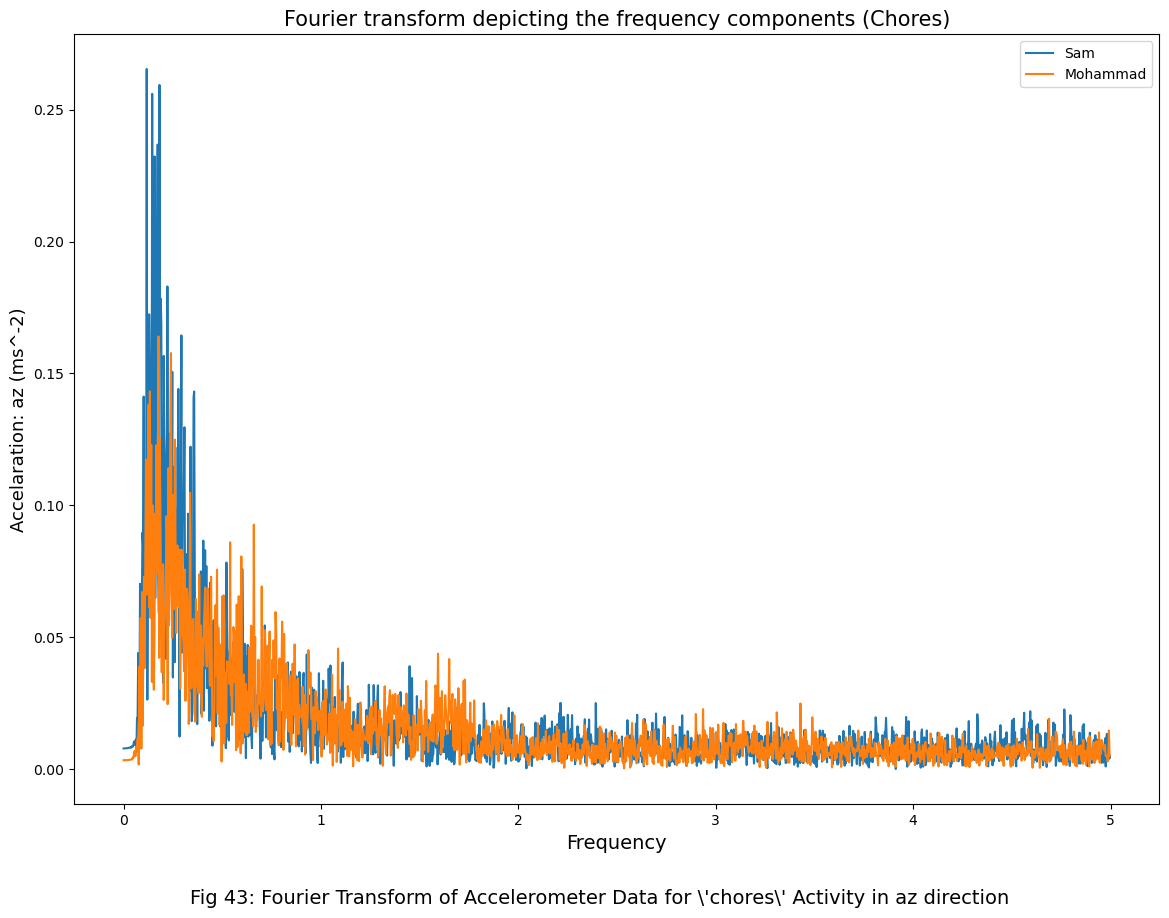 Fourier transform depicting the frequency components (Chores)
Sam
Mohammad
0.25
0.20
0.15
0.10
0.05
0.00
Accelaration: az (ms^-2)
0 1 2 3 4 5
Frequency
Fig 43: Fourier Transform of Accelerometer Data for \'chores\' Activity in az direction